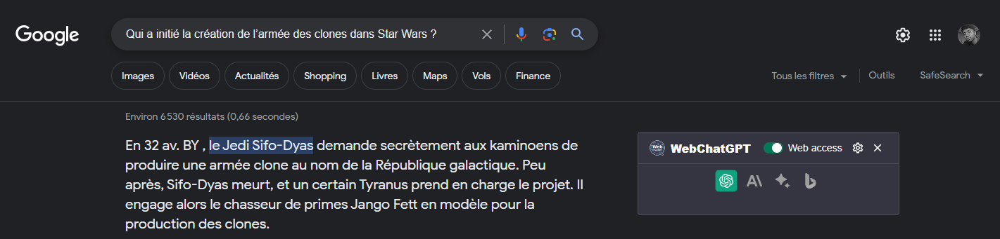 Google
Qui a initié la création de l'armée des clones dans Star Wars ?
Images
Vidéos
Actualités
Shopping
Livres
Maps
Vols
Finance
Tous les filtres
Outils
SafeSearch
Environ 6 530 résultats (0,66 secondes)
En 32 av. BY , le Jedi Sifo-Dyas demande secrètement aux kaminoens de
produire une armée clone au nom de la République galactique. Peu
après, Sifo-Dyas meurt, et un certain Tyranus prend en charge le projet. Il
engage alors le chasseur de primes Jango Fett en modèle pour la
production des clones.
WebChatGPT
Web access